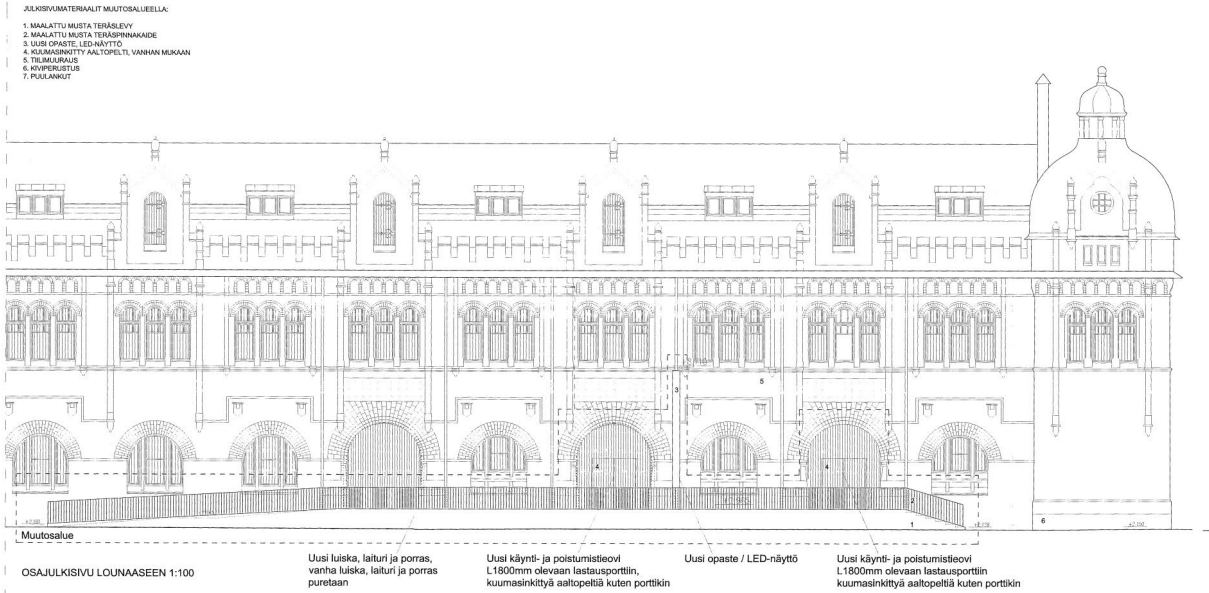 JULKISIVUMATERIAALIT MUUTOSALUEELLA:
1. MAALATTU MUSTA TERÄSLEVY
2. MAALATTU MUSTA TERÄSPINNAKAIDE
3. UUSI OPASTE, LED-NÄYTTÖ
4. KUUMASINKITTY AALTOPELTI, VANHAN MUKAAN
5. TIILIMUURAUS
6. KIVIPERUSTUS
7. PUULANKUT
3
5
4
4
2
1
6
Muutosalue
Uusi luiska, laituri ja porras,
vanha luiska, laituri ja porras
puretaan
Uusi käynti- ja poistumistieovi
L1800mm olevaan lastausporttiin,
kuumasinkittyä aaltopeltiä kuten porttikin
Uusi opaste / LED-näyttö
Uusi käynti- ja poistumistieovi
L1800mm olevaan lastausporttiin
kuumasinkittyä aaltopeltiä kuten porttikin
OSAJULKISIVU LOUNAASEEN 1:100